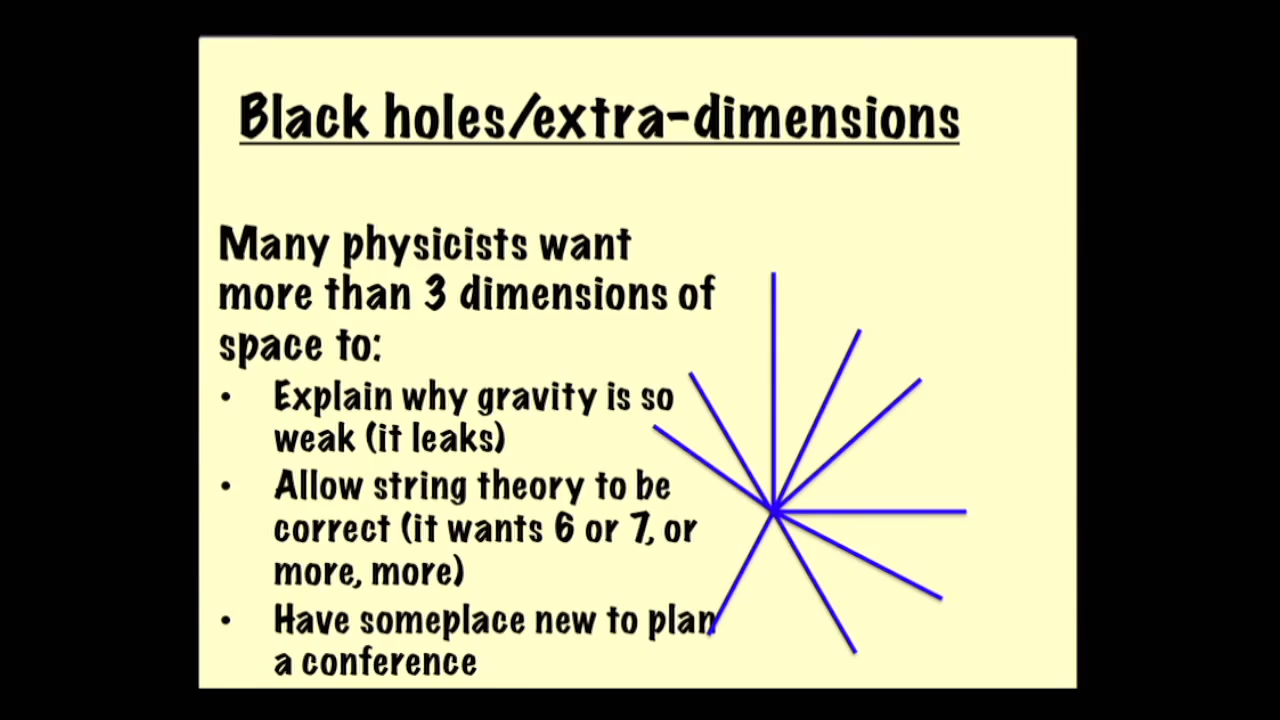 Black holes/extra-dimensions
Many physicists want
more than 3 dimensions of
space to:
• Explain why gravity is so
weak (it leaks)
• Allow string theory to be
correct (it wants 6 or 7, or
more, more)
• Have someplace new to plan
a conference